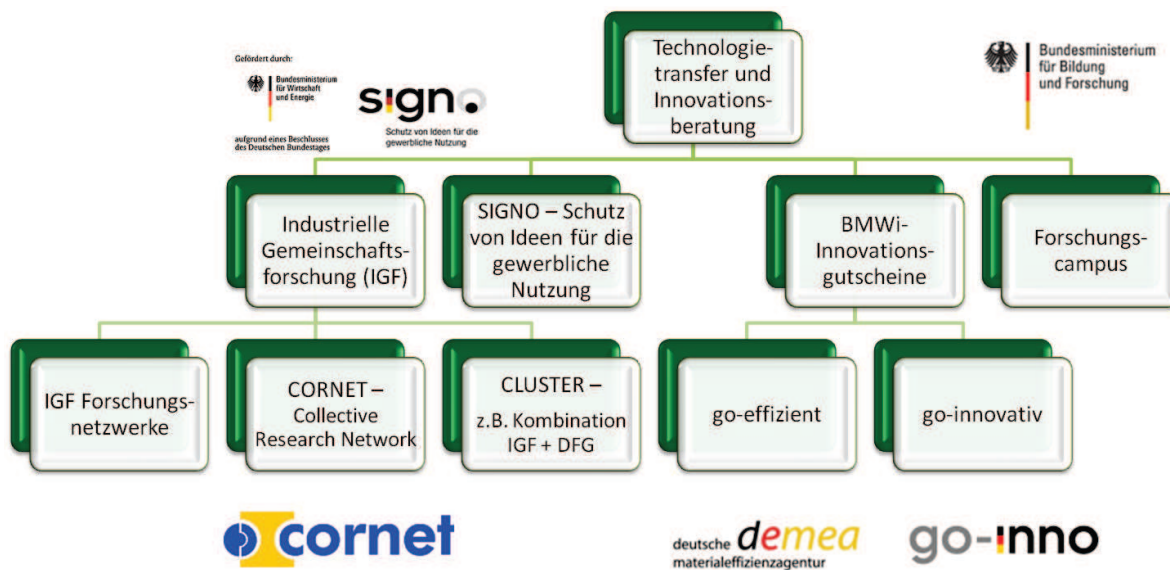 Gefördert durch:
Bundesministerium
für Wirtschaft
und Energie
aufgrund eines Beschlusses
des Deutschen Bundestages
signo
Schutz von Ideen für die
gewerbliche Nutzung
Technologie-
transfer und
Innovations-
beratung
Bundesministerium
für Bildung
und Forschung
Industrielle
Gemeinschafts-
forschung (IGF)
SIGNO – Schutz
von Ideen für die
gewerbliche
Nutzung
BMWi-
Innovations-
gutscheine
Forschungs-
campus
IGF Forschungs-
netzwerke
CORNET –
Collective
Research Network
CLUSTER –
z.B. Kombination
IGF + DFG
go-effizient
go-innovativ
cornet
deutsche demea
materialeffizienzagentur
go-inno